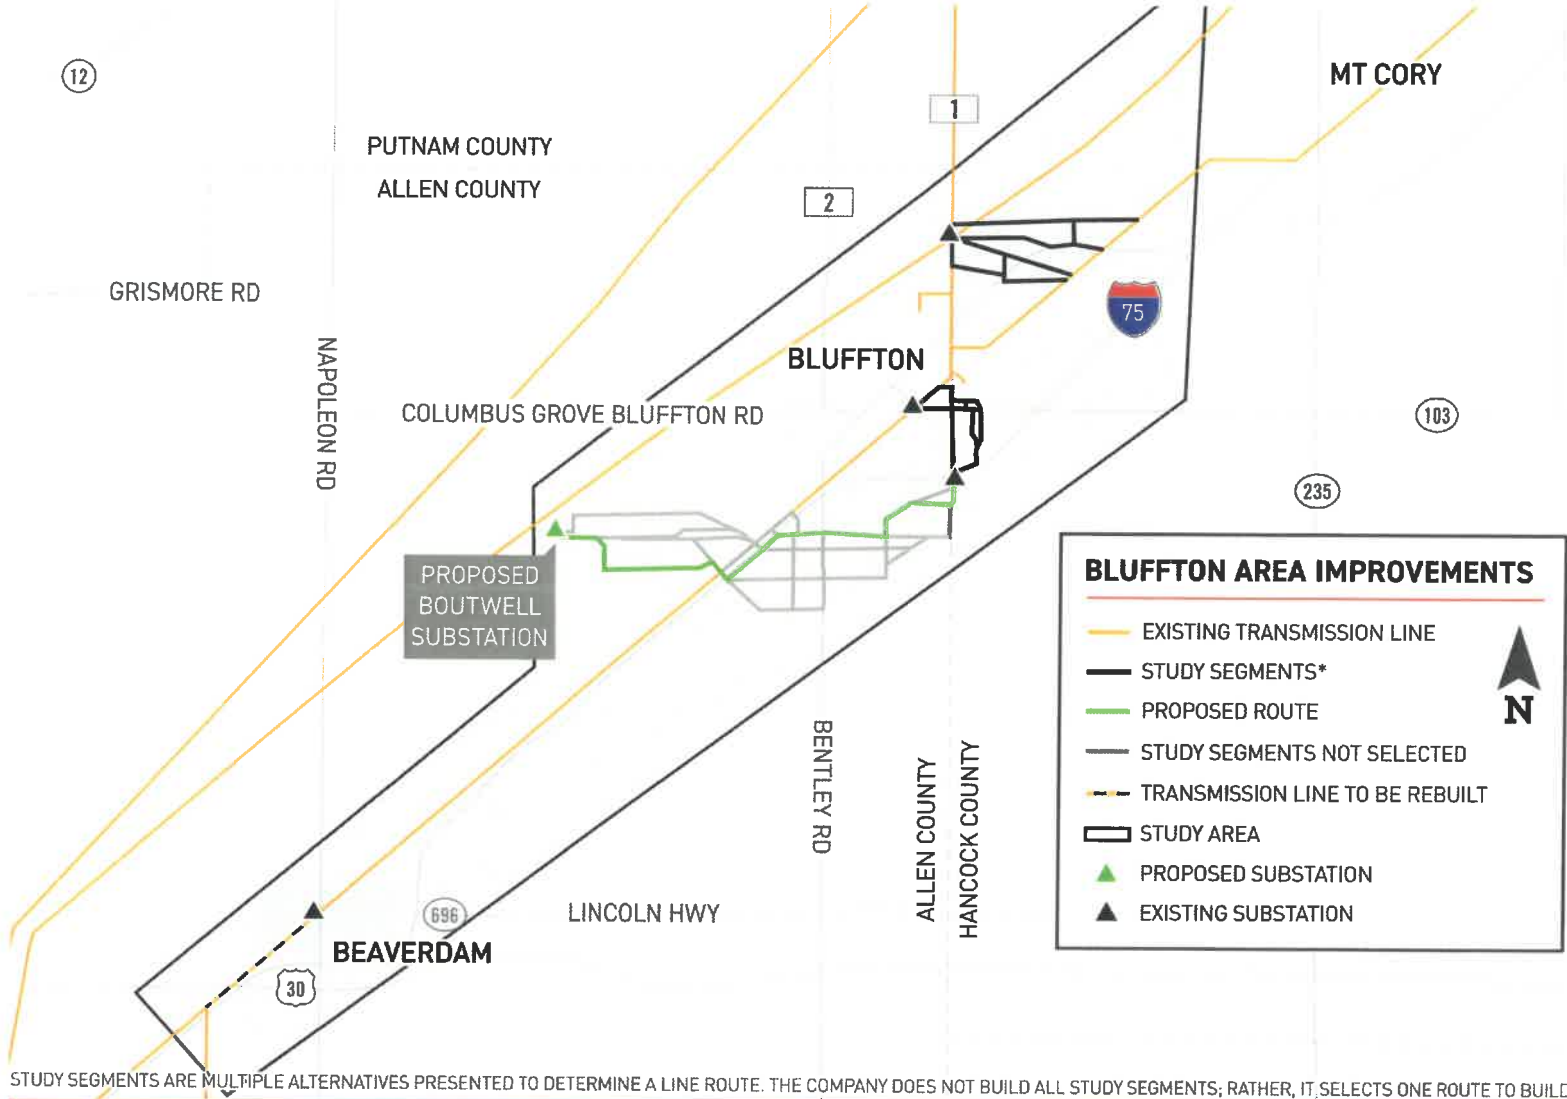 12
MT CORY
1
PUTNAM COUNTY
ALLEN COUNTY
2
GRISMORE RD
75
NAPOLEON RD
BLUFFTON
COLUMBUS GROVE BLUFFTON RD
103
235
PROPOSED
BOUTWELL
SUBSTATION
BLUFFTON AREA IMPROVEMENTS
EXISTING TRANSMISSION LINE
STUDY SEGMENTS*
PROPOSED ROUTE
STUDY SEGMENTS NOT SELECTED
TRANSMISSION LINE TO BE REBUILT
STUDY AREA
PROPOSED SUBSTATION
EXISTING SUBSTATION
N
BENTLEY RD
ALLEN COUNTY
HANCOCK COUNTY
696
LINCOLN HWY
BEAVERDAM
30
STUDY SEGMENTS ARE MULTIPLE ALTERNATIVES PRESENTED TO DETERMINE A LINE ROUTE. THE COMPANY DOES NOT BUILD ALL STUDY SEGMENTS; RATHER, IT SELECTS ONE ROUTE TO BUILD